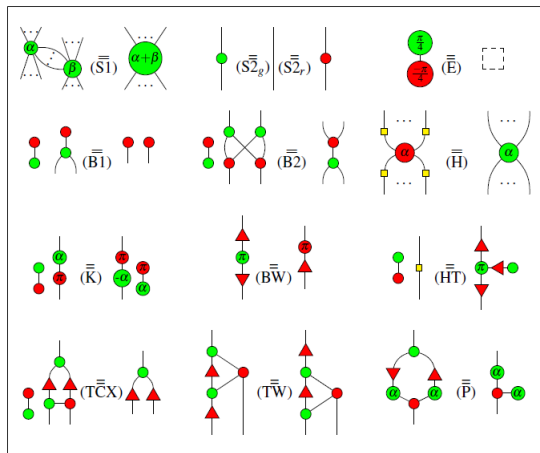 α β ... ... (S1) α+β ... ...
(S2g) (S2r)
π/4 -π/4 (E)
(B1)
(B2)
... α ... (H) ... α ...
α π (K) π -α π α
π (BW) π
(HT) π
(TCX)
(TW)
α α (P) α α